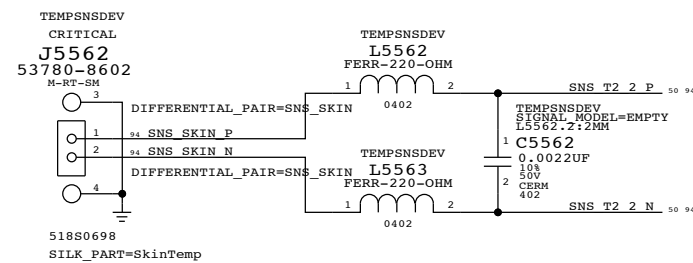 TEMPSNSDEV
CRITICAL
J5562
53780-8602
M-RT-SM
3
1
2
4
518S0698
SILK_PART=SkinTemp
DIFFERENTIAL_PAIR=SNS_SKIN
94 SNS_SKIN_P
94 SNS_SKIN_N
DIFFERENTIAL_PAIR=SNS_SKIN
TEMPSNSDEV
L5562
FERR-220-OHM
1 2
0402
TEMPSNSDEV
L5563
FERR-220-OHM
1 2
0402
SNS_T2_2_P 50 94
TEMPSNSDEV
SIGNAL_MODEL=EMPTY
L5562.2:2MM
1 C5562
0.0022UF
10%
50V
2 CERM
402
SNS_T2_2_N 50 94